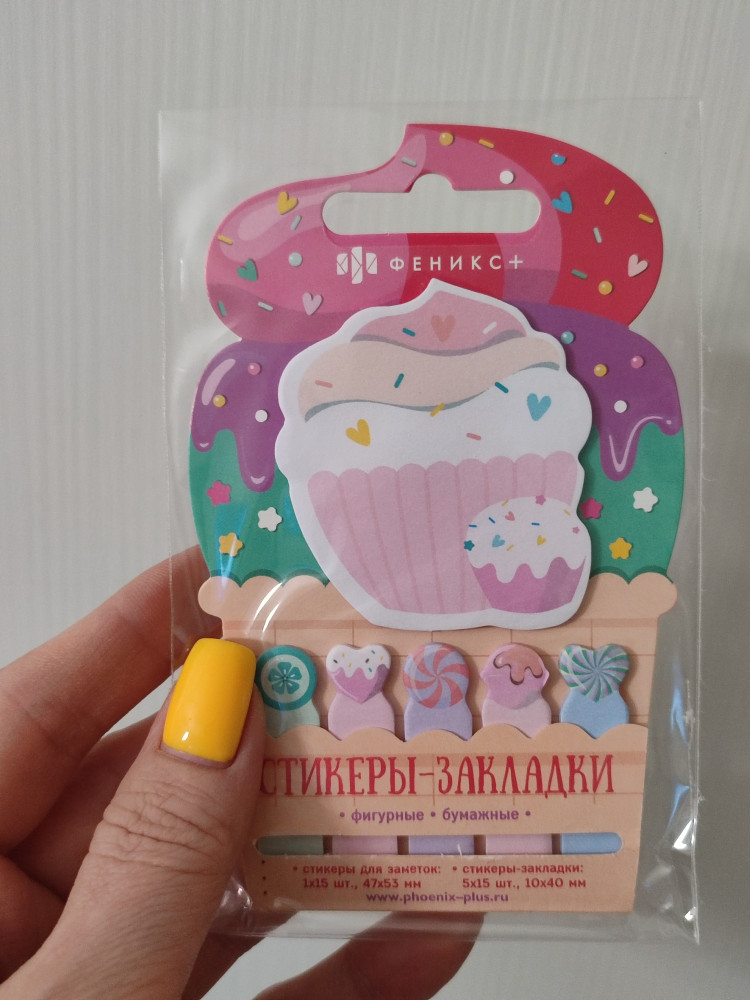 ФЕНИКС+
СТИКЕРЫ-ЗАКЛАДКИ
• фигурные • бумажные •
• стикеры для заметок: • стикеры-закладки:
1х15 шт., 47х53 мм 5х15 шт., 10х40 мм
www.phoenix-plus.ru